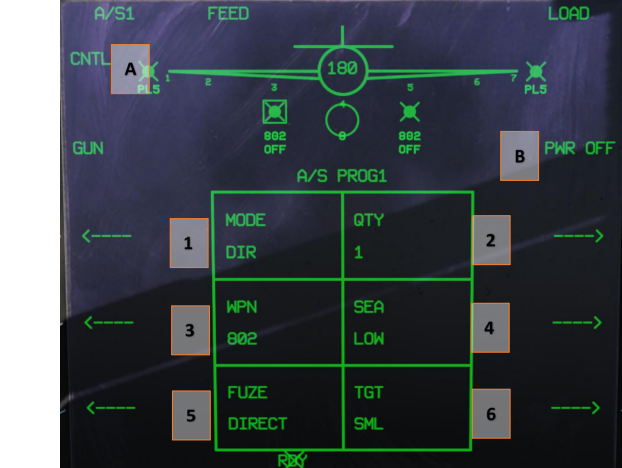 A/S1 FEED LOAD
CNTL A 180
1 2 3 5 6 7
PL5 PL5
802 8 802
OFF OFF
GUN B PWR OFF
A/S PROG1
MODE QTY
1 DIR 1 2
WPN SEA
3 802 LOW 4
FUZE TGT
5 DIRECT SML 6
RDY